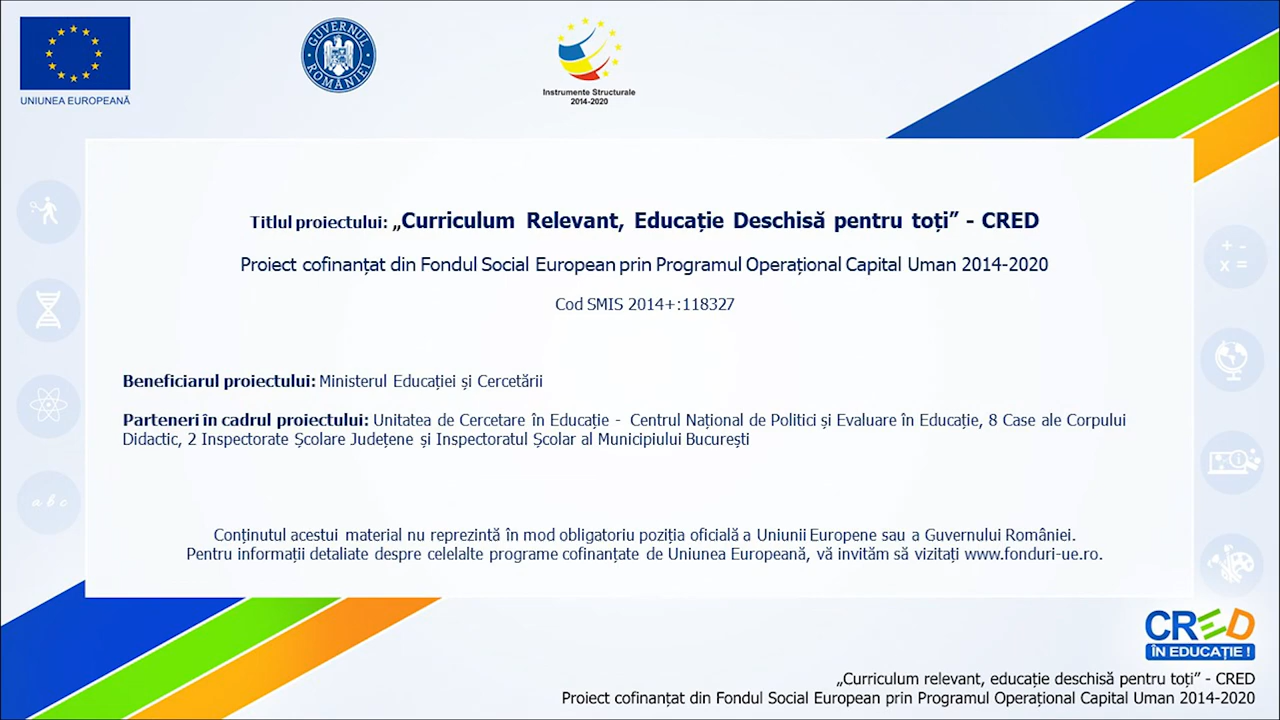 UNIUNEA EUROPEANĂ
GUVERNUL ROMÂNIEI
Instrumente Structurale
2014-2020
Titlul proiectului: „Curriculum Relevant, Educație Deschisă pentru toți” - CRED
Proiect cofinanțat din Fondul Social European prin Programul Operațional Capital Uman 2014-2020
Cod SMIS 2014+:118327
Beneficiarul proiectului: Ministerul Educației și Cercetării
Parteneri în cadrul proiectului: Unitatea de Cercetare în Educație - Centrul Național de Politici și Evaluare în Educație, 8 Case ale Corpului
Didactic, 2 Inspectorate Școlare Județene și Inspectoratul Școlar al Municipiului București
Conținutul acestui material nu reprezintă în mod obligatoriu poziția oficială a Uniunii Europene sau a Guvernului României.
Pentru informații detaliate despre celelalte programe cofinanțate de Uniunea Europeană, vă invităm să vizitați www.fonduri-ue.ro.
+ -
x =
a b c
CRED
ÎN EDUCAȚIE !
„Curriculum relevant, educație deschisă pentru toți” - CRED
Proiect cofinanțat din Fondul Social European prin Programul Operațional Capital Uman 2014-2020